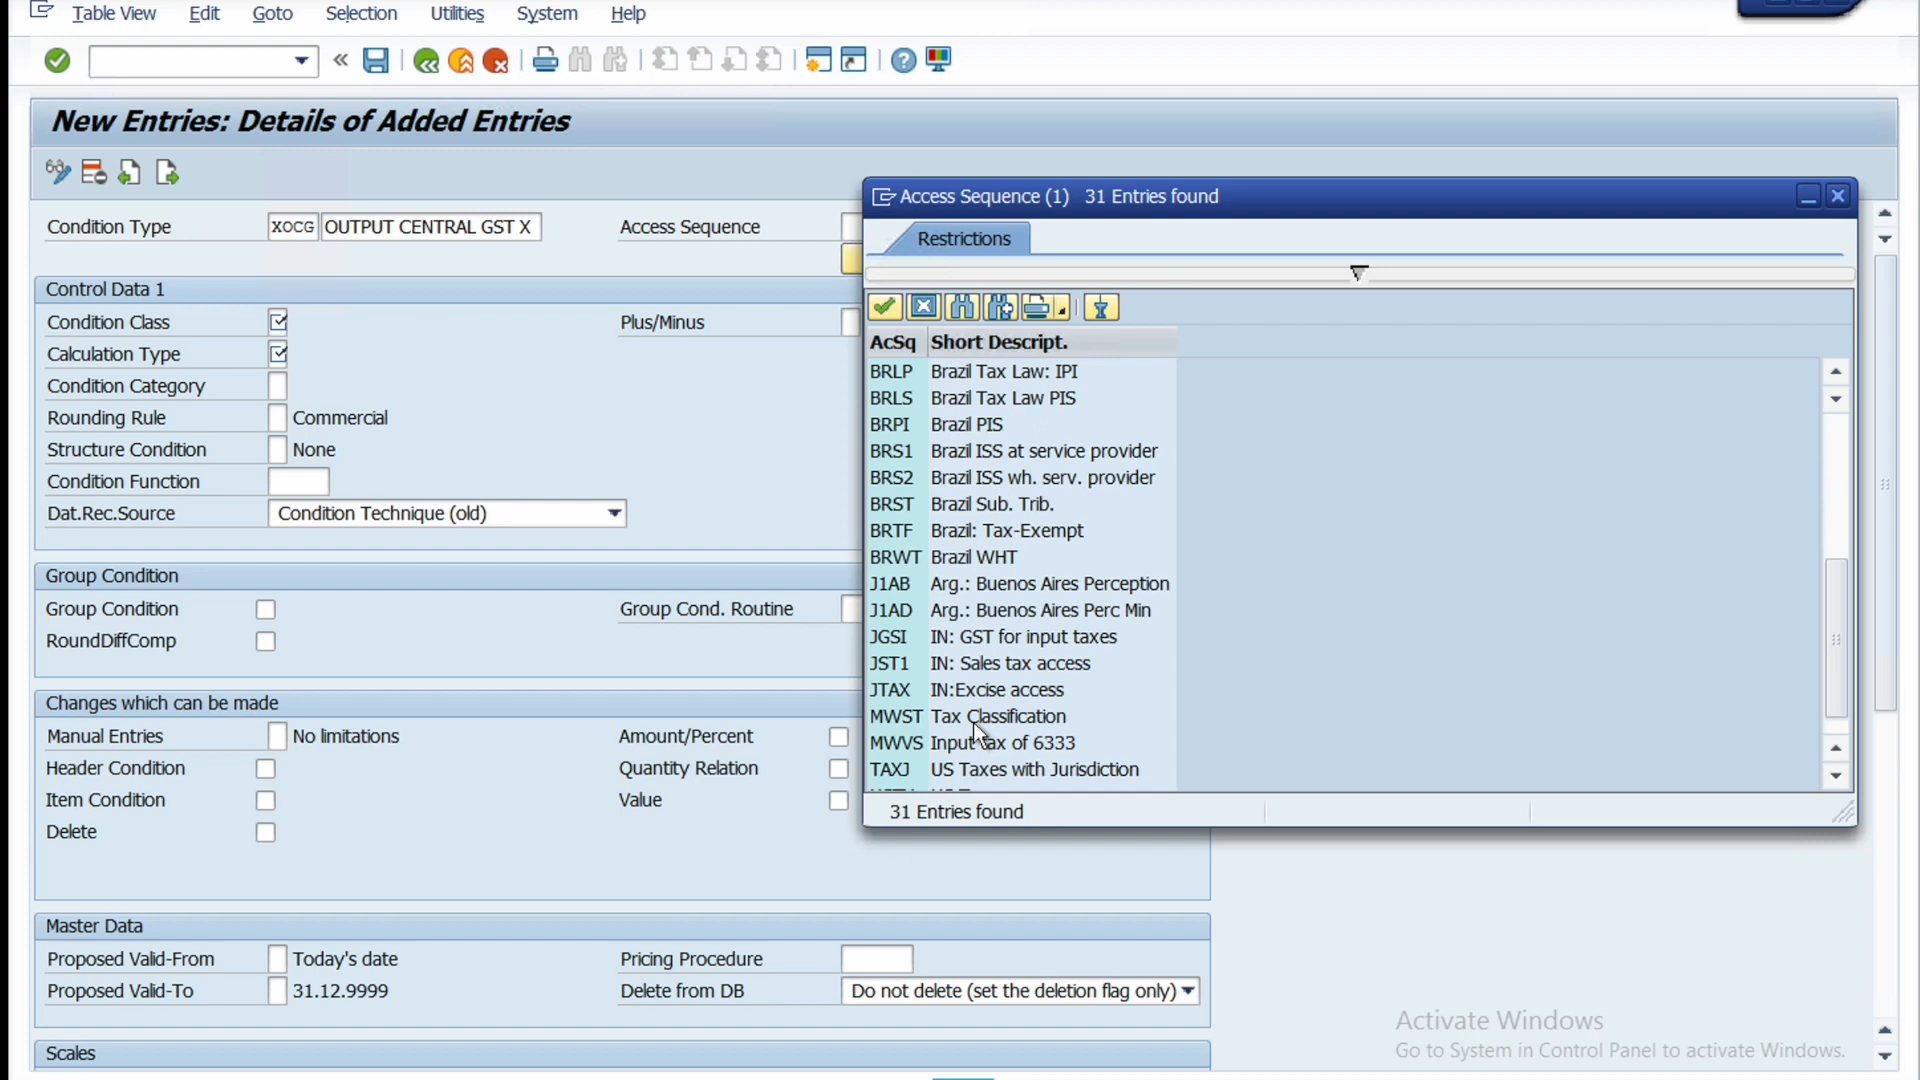 Table View Edit Goto Selection Utilities System Help
New Entries: Details of Added Entries
Condition Type XOCG OUTPUT CENTRAL GST X Access Sequence
Control Data 1
Condition Class Plus/Minus
Calculation Type
Condition Category
Rounding Rule Commercial
Structure Condition None
Condition Function
Dat.Rec.Source Condition Technique (old)
Group Condition
Group Condition Group Cond. Routine
RoundDiffComp
Changes which can be made
Manual Entries No limitations Amount/Percent
Header Condition Quantity Relation
Item Condition Value
Delete
Master Data
Proposed Valid-From Today's date Pricing Procedure
Proposed Valid-To 31.12.9999 Delete from DB Do not delete (set the deletion flag only)
Scales
Access Sequence (1) 31 Entries found
Restrictions
AcSq Short Descript.
BRLP Brazil Tax Law: IPI
BRLS Brazil Tax Law PIS
BRPI Brazil PIS
BRS1 Brazil ISS at service provider
BRS2 Brazil ISS wh. serv. provider
BRST Brazil Sub. Trib.
BRTF Brazil: Tax-Exempt
BRWT Brazil WHT
J1AB Arg.: Buenos Aires Perception
J1AD Arg.: Buenos Aires Perc Min
JGSI IN: GST for input taxes
JST1 IN: Sales tax access
JTAX IN:Excise access
MWST Tax Classification
MWVS Input tax of 6333
TAXJ US Taxes with Jurisdiction
31 Entries found
Activate Windows
Go to System in Control Panel to activate Windows.